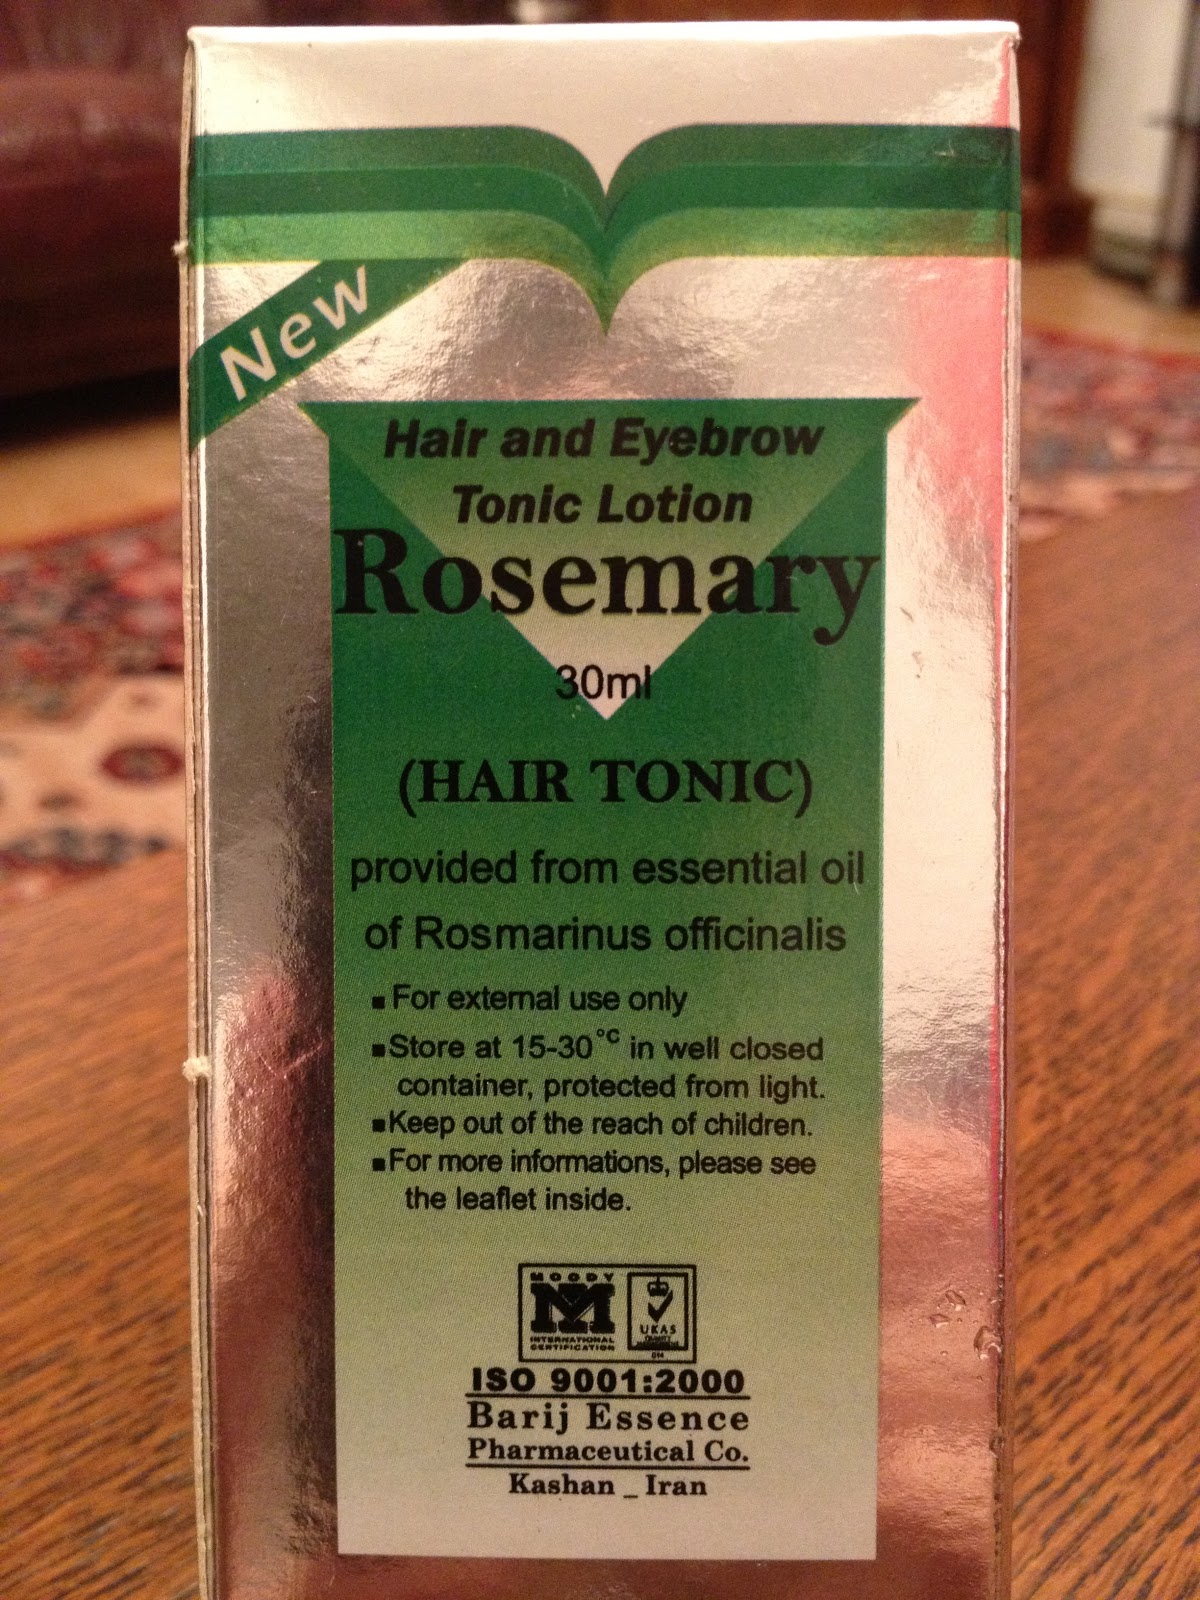 New
Hair and Eyebrow
Tonic Lotion
Rosemary
30ml
(HAIR TONIC)
provided from essential oil
of Rosmarinus officinalis
▪ For external use only
▪Store at 15-30°c in well closed
container, protected from light.
▪Keep out of the reach of children.
▪For more informations, please see
the leaflet inside.
MOODY
M
INTERNATIONAL
CERTIFICATION
UKAS
QUALITY
MANAGEMENT
014
ISO 9001:2000
Barij Essence
Pharmaceutical Co.
Kashan _ Iran